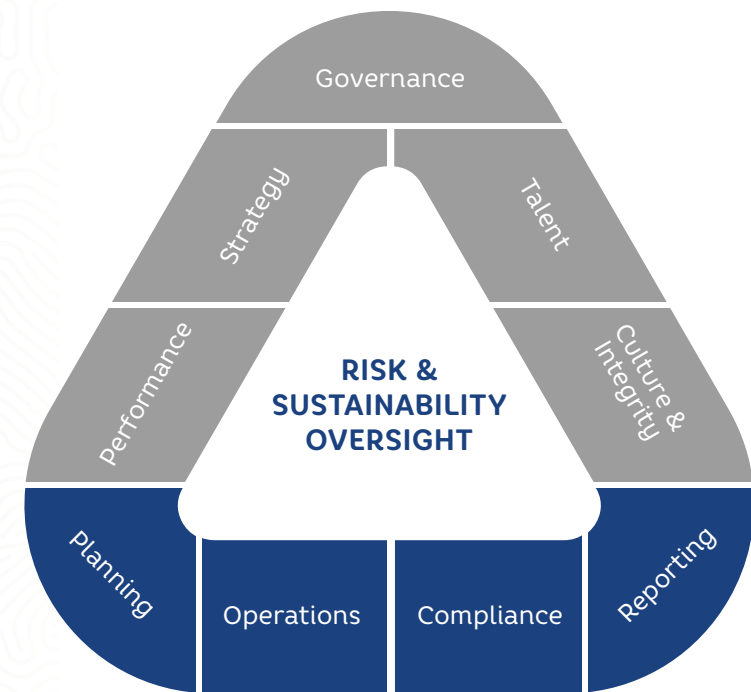 Governance
Strategy
Talent
Performance
Culture &
Integrity
RISK &
SUSTAINABILITY
OVERSIGHT
Planning
Operations
Compliance
Reporting